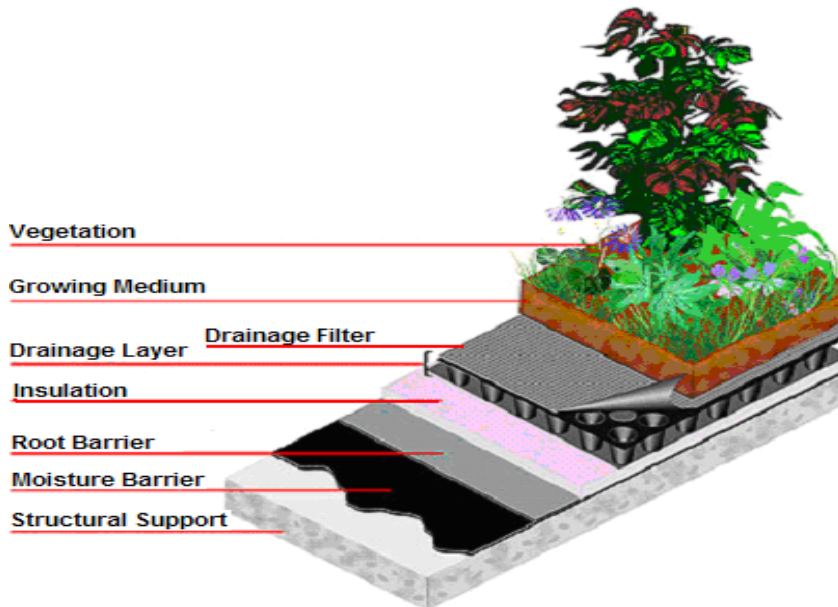 Vegetation
Growing Medium
Drainage Filter
Drainage Layer
Insulation
Root Barrier
Moisture Barrier
Structural Support